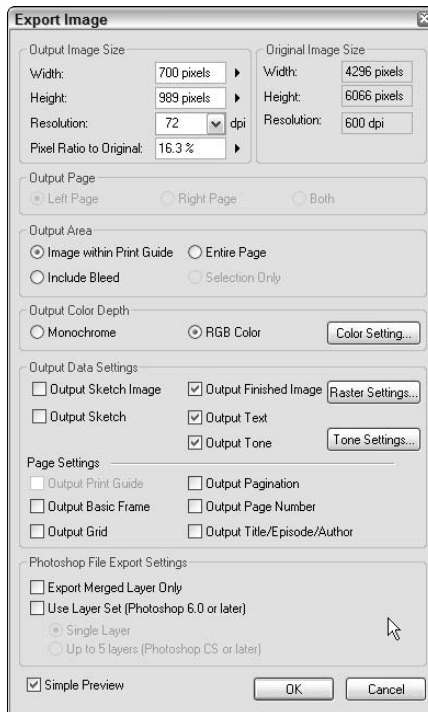 Export Image
Output Image Size
Width: 700 pixels
Height: 989 pixels
Resolution: 72 dpi
Pixel Ratio to Original: 16.3 %
Original Image Size
Width: 4296 pixels
Height: 6066 pixels
Resolution: 600 dpi
Output Page
Left Page Right Page Both
Output Area
Image within Print Guide Entire Page
Include Bleed Selection Only
Output Color Depth
Monochrome RGB Color Color Setting...
Output Data Settings
Output Sketch Image Output Finished Image Raster Settings...
Output Sketch Output Text
Output Tone Tone Settings...
Page Settings
Output Print Guide Output Pagination
Output Basic Frame Output Page Number
Output Grid Output Title/Episode/Author
Photoshop File Export Settings
Export Merged Layer Only
Use Layer Set (Photoshop 6.0 or later)
Single Layer
Up to 5 layers (Photoshop CS or later)
Simple Preview OK Cancel